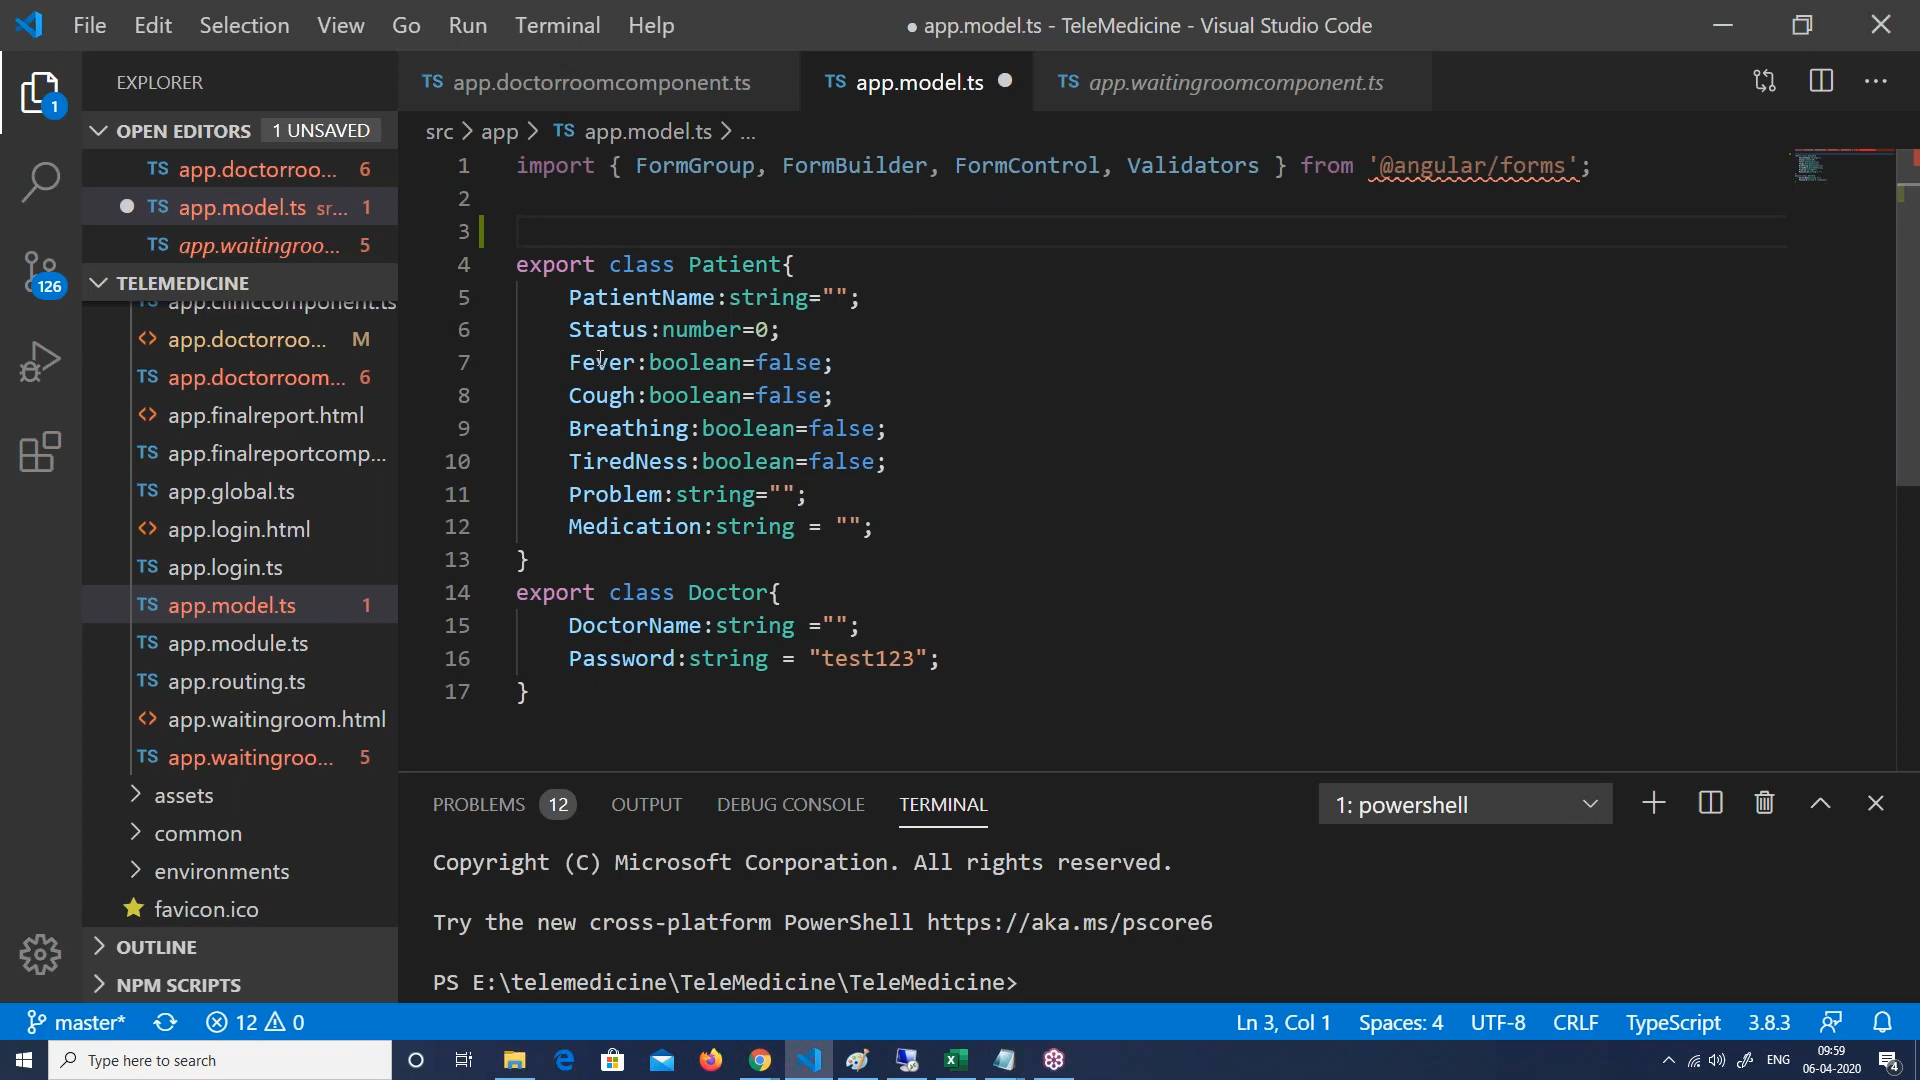 File Edit Selection View Go Run Terminal Help
● app.model.ts - TeleMedicine - Visual Studio Code
EXPLORER
TS app.doctorroomcomponent.ts
TS app.model.ts
TS app.waitingroomcomponent.ts
1
OPEN EDITORS 1 UNSAVED
TS app.doctorroo... 6
TS app.model.ts sr... 1
TS app.waitingroo... 5
126
TELEMEDICINE
TS app.cliniccomponent.ts
<> app.doctorroo... M
TS app.doctorroom... 6
<> app.finalreport.html
TS app.finalreportcomp...
TS app.global.ts
<> app.login.html
TS app.login.ts
TS app.model.ts 1
TS app.module.ts
TS app.routing.ts
<> app.waitingroom.html
TS app.waitingroo... 5
assets
common
environments
favicon.ico
OUTLINE
NPM SCRIPTS
src > app > TS app.model.ts > ...
1 import { FormGroup, FormBuilder, FormControl, Validators } from '@angular/forms';
2
3
4 export class Patient{
5 PatientName:string="";
6 Status:number=0;
7 Fever:boolean=false;
8 Cough:boolean=false;
9 Breathing:boolean=false;
10 TiredNess:boolean=false;
11 Problem:string="";
12 Medication:string = "";
13 }
14 export class Doctor{
15 DoctorName:string ="";
16 Password:string = "test123";
17 }
PROBLEMS 12 OUTPUT DEBUG CONSOLE TERMINAL
1: powershell
Copyright (C) Microsoft Corporation. All rights reserved.
Try the new cross-platform PowerShell https://aka.ms/pscore6
PS E:\telemedicine\TeleMedicine\TeleMedicine>
master* 12 0
Ln 3, Col 1 Spaces: 4 UTF-8 CRLF TypeScript 3.8.3
Type here to search
ENG
09:59
06-04-2020
4